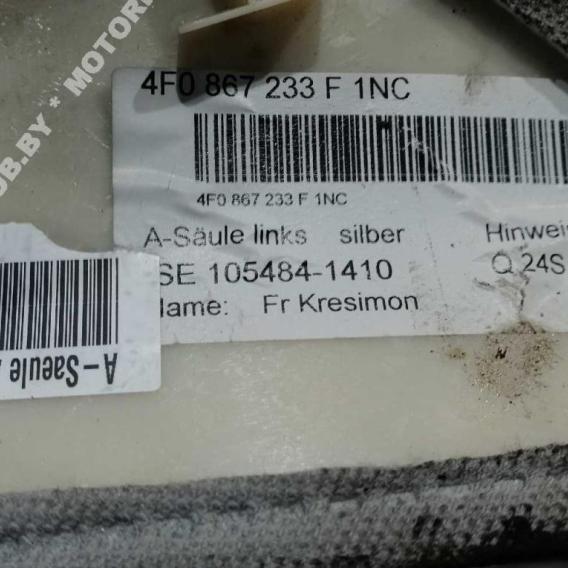 4F0 867 233 F 1NC
4F0 867 233 F 1NC
A-Säule links silber
SE 105484-1410
Name: Fr Kresimon
Q 24S
A-Saeule
.BY * MOTOR